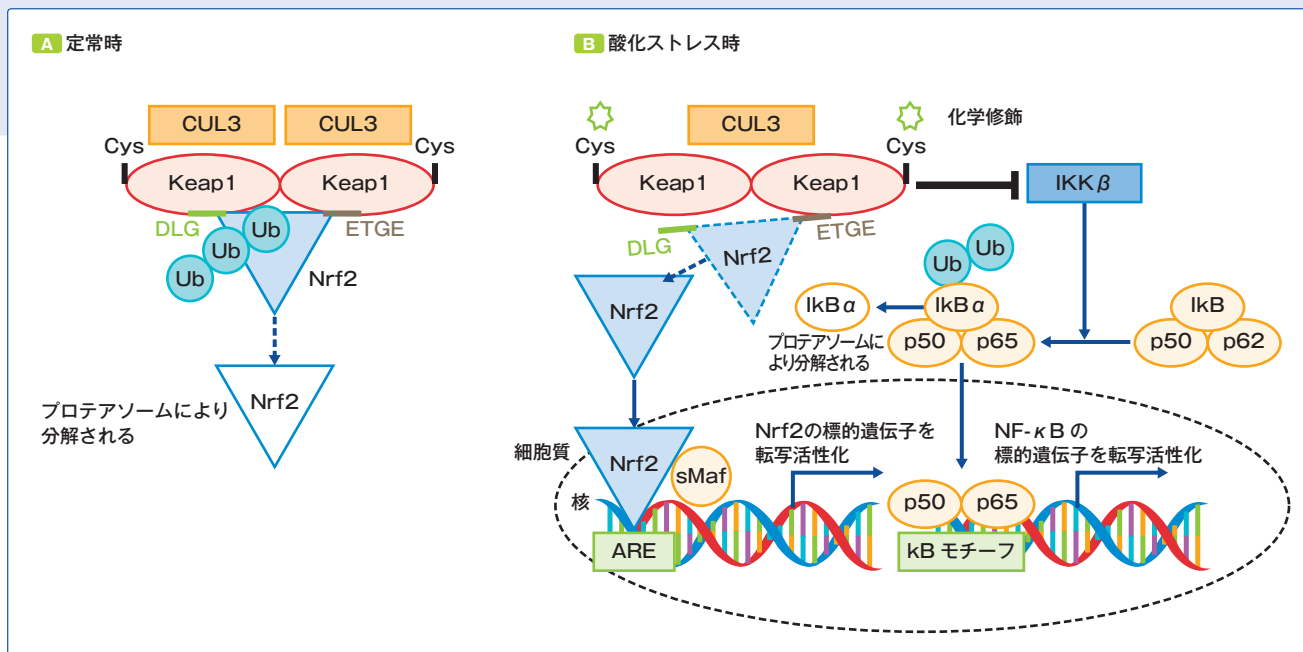 A 定常時
CUL3
CUL3
Cys
Cys
Keap1
Keap1
DLG
ETGE
Ub
Ub
Ub
Nrf2
Nrf2
プロテアソームにより
分解される
B 酸化ストレス時
化学修飾
CUL3
Cys
Cys
Keap1
Keap1
IKKβ
DLG
ETGE
Nrf2
Nrf2
Ub
Ub
IkBα
IkBα
p50
p65
プロテアソームに
より分解される
IkB
p50
p62
細胞質
核
Nrf2
sMaf
ARE
Nrf2の標的遺伝子を
転写活性化
NF-κBの
標的遺伝子を転写活性化
p50
p65
kBモチーフ